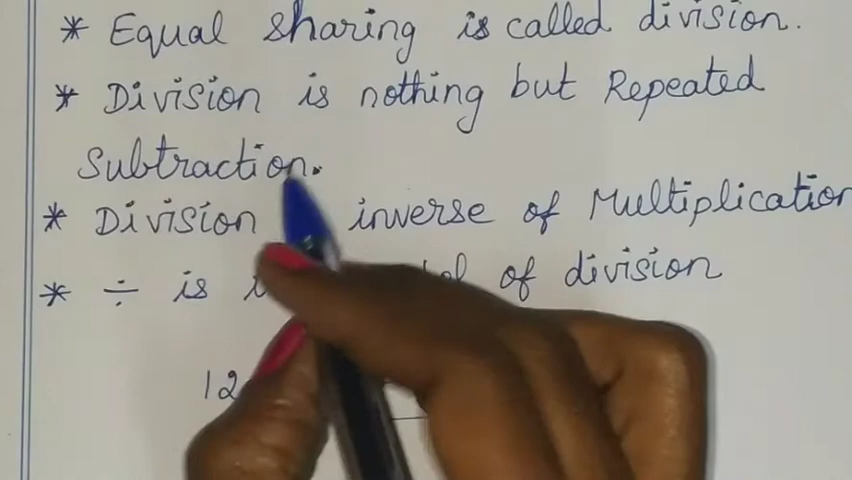 * Equal sharing is called division.
* Division is nothing but Repeated
Subtraction.
* Division inverse of Multiplication
* ÷ is of division
12